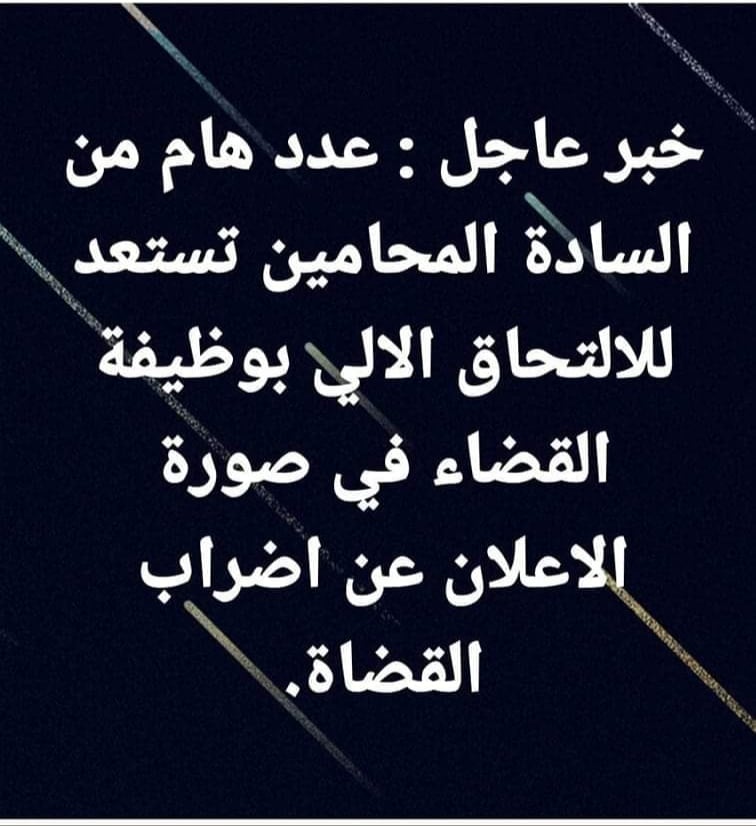 خبر عاجل : عدد هام من
السادة المحامين تستعد
للالتحاق الالي بوظيفة
القضاء في صورة
الاعلان عن اضراب
القضاة.